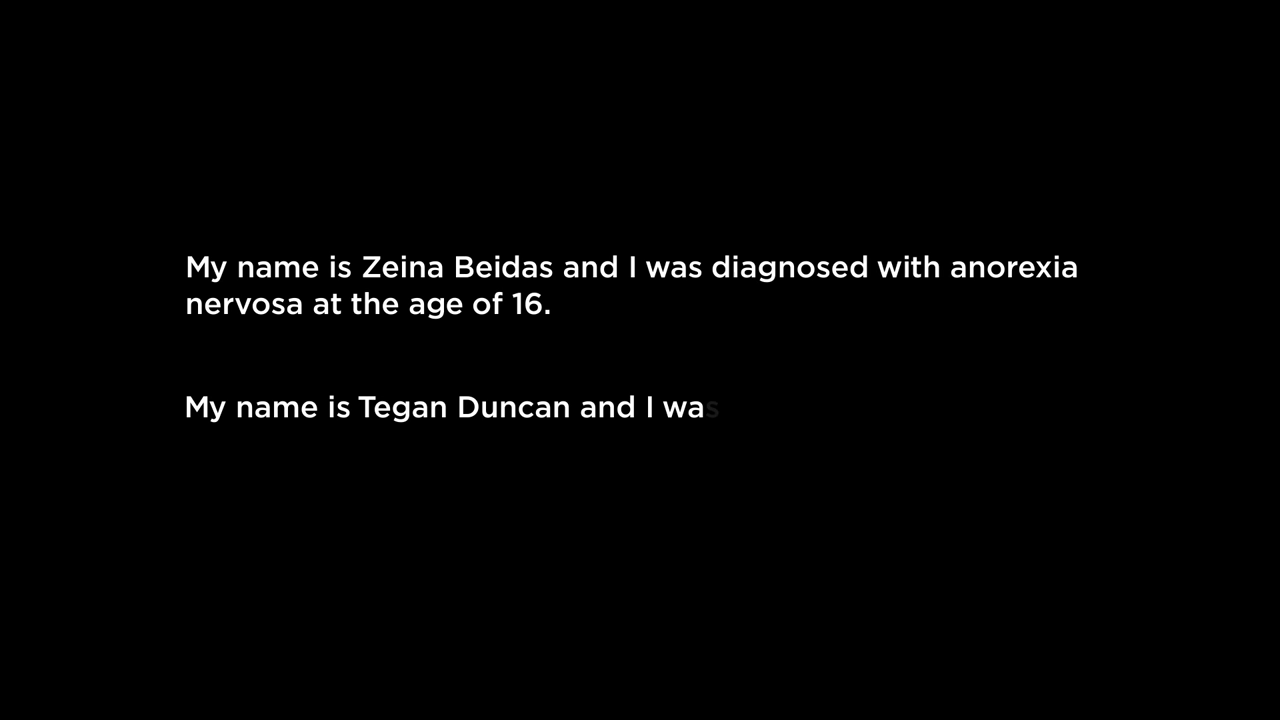 My name is Zeina Beidas and I was diagnosed with anorexia
nervosa at the age of 16.
My name is Tegan Duncan and I was